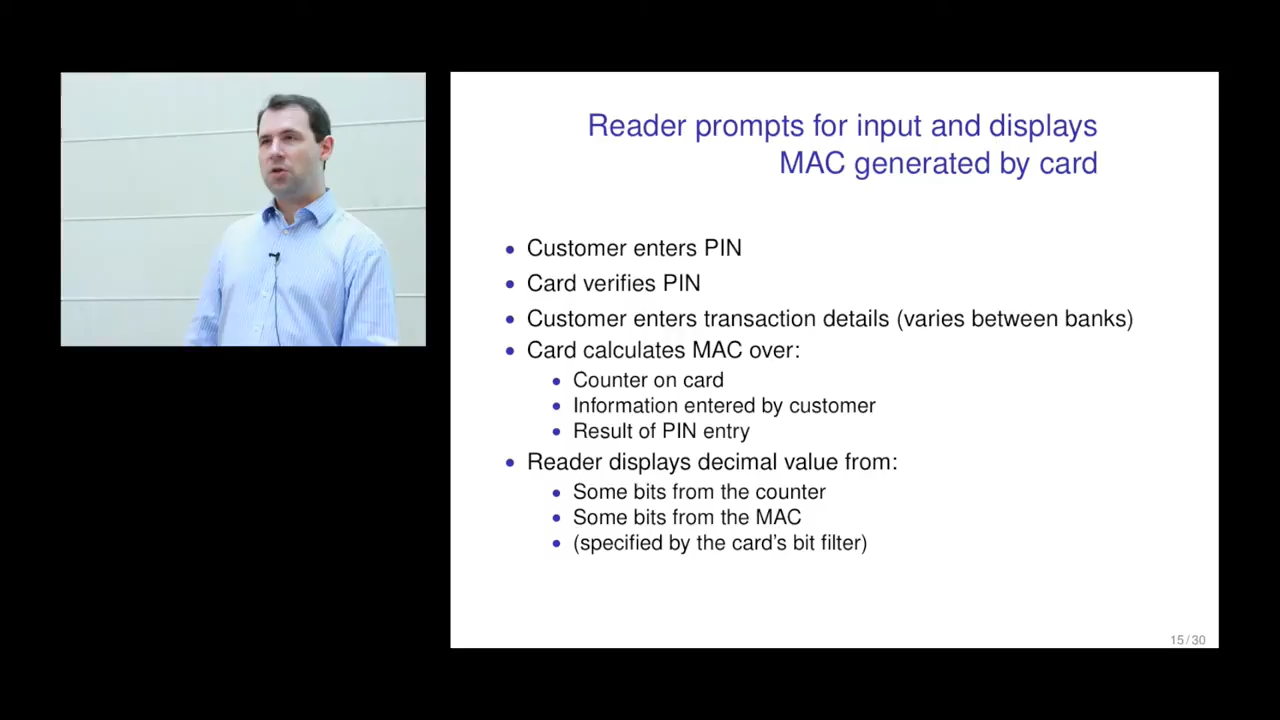 Reader prompts for input and displays
MAC generated by card
• Customer enters PIN
• Card verifies PIN
• Customer enters transaction details (varies between banks)
• Card calculates MAC over:
• Counter on card
• Information entered by customer
• Result of PIN entry
• Reader displays decimal value from:
• Some bits from the counter
• Some bits from the MAC
• (specified by the card's bit filter)
15 / 30